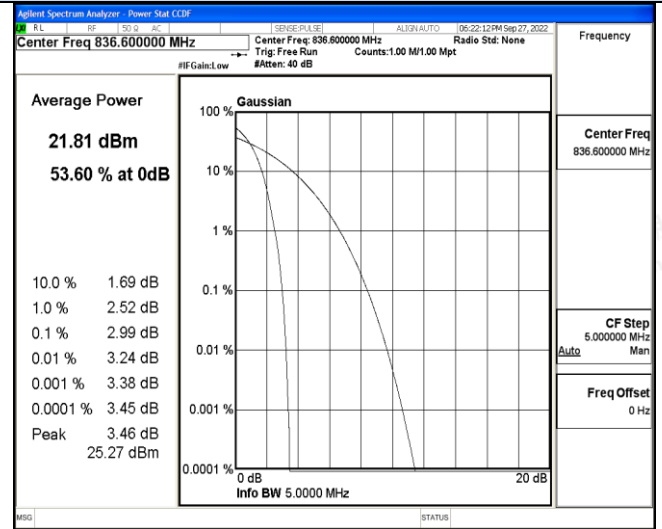 Agilent Spectrum Analyzer - Power Stat CCDF
RL RF 50 Ω AC SENSE:PULSE ALIGN AUTO 06:22:12 PM Sep 27, 2022
Center Freq 836.600000 MHz
Center Freq: 836.600000 MHz Radio Std: None
Trig: Free Run Counts:1.00 M/1.00 Mpt
#IFGain:Low #Atten: 40 dB
Frequency
Average Power
21.81 dBm
53.60 % at 0dB
10.0 % 1.69 dB
1.0 % 2.52 dB
0.1 % 2.99 dB
0.01 % 3.24 dB
0.001 % 3.38 dB
0.0001 % 3.45 dB
Peak 3.46 dB
25.27 dBm
Gaussian
100 %
10 %
1 %
0.1 %
0.01 %
0.001 %
0.0001 %
0 dB 20 dB
Info BW 5.0000 MHz
Center Freq
836.600000 MHz
CF Step
5.000000 MHz
Auto Man
Freq Offset
0 Hz
MSG STATUS